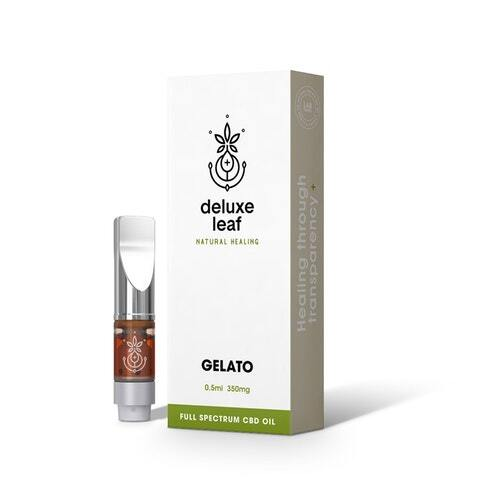 deluxe
leaf
NATURAL HEALING
GELATO
0.5ml 350mg
FULL SPECTRUM CBD OIL
Healing through
transparency